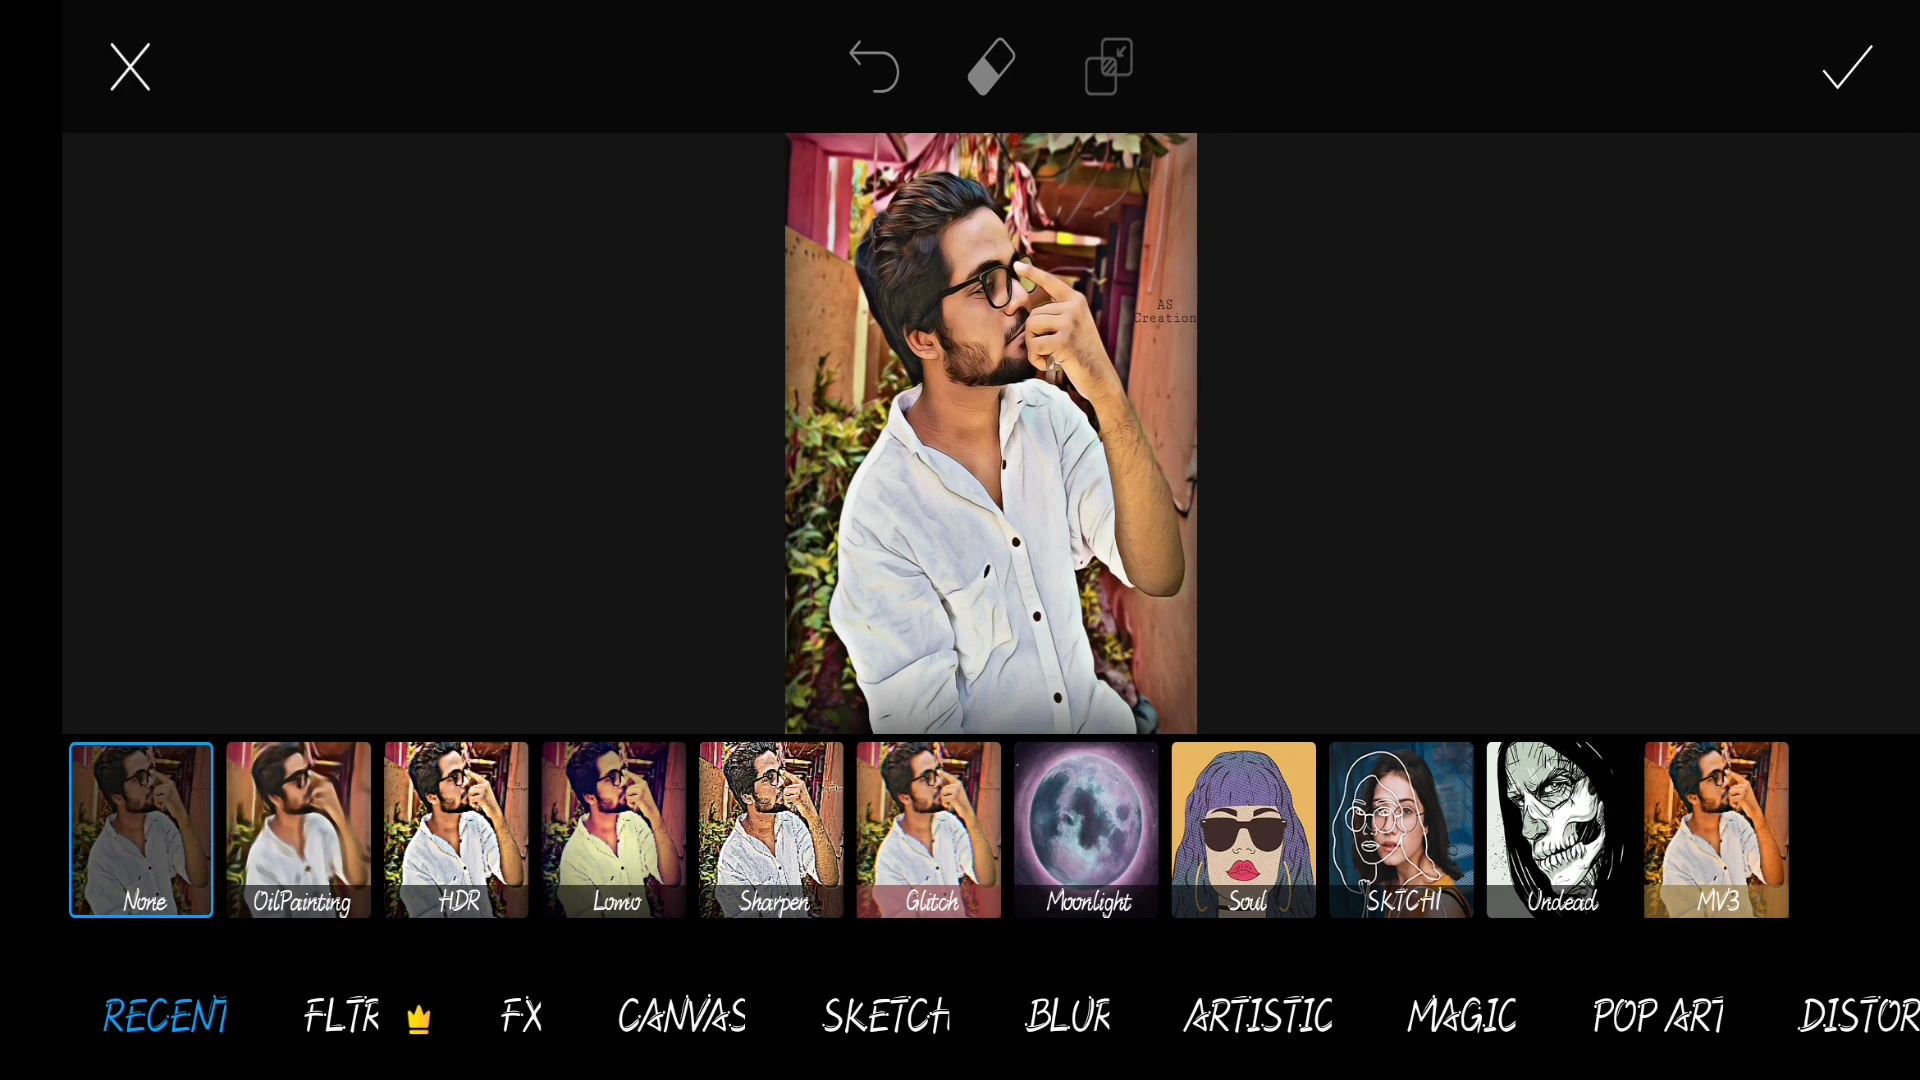 AS
Creation
None
OilPainting
HDR
Lomo
Sharpen
Glitch
Moonlight
Soul
SKTCH1
Undead
MV3
RECENT
FLTR
FX
CANVAS
SKETCH
BLUR
ARTISTIC
MAGIC
POP ART
DISTOR